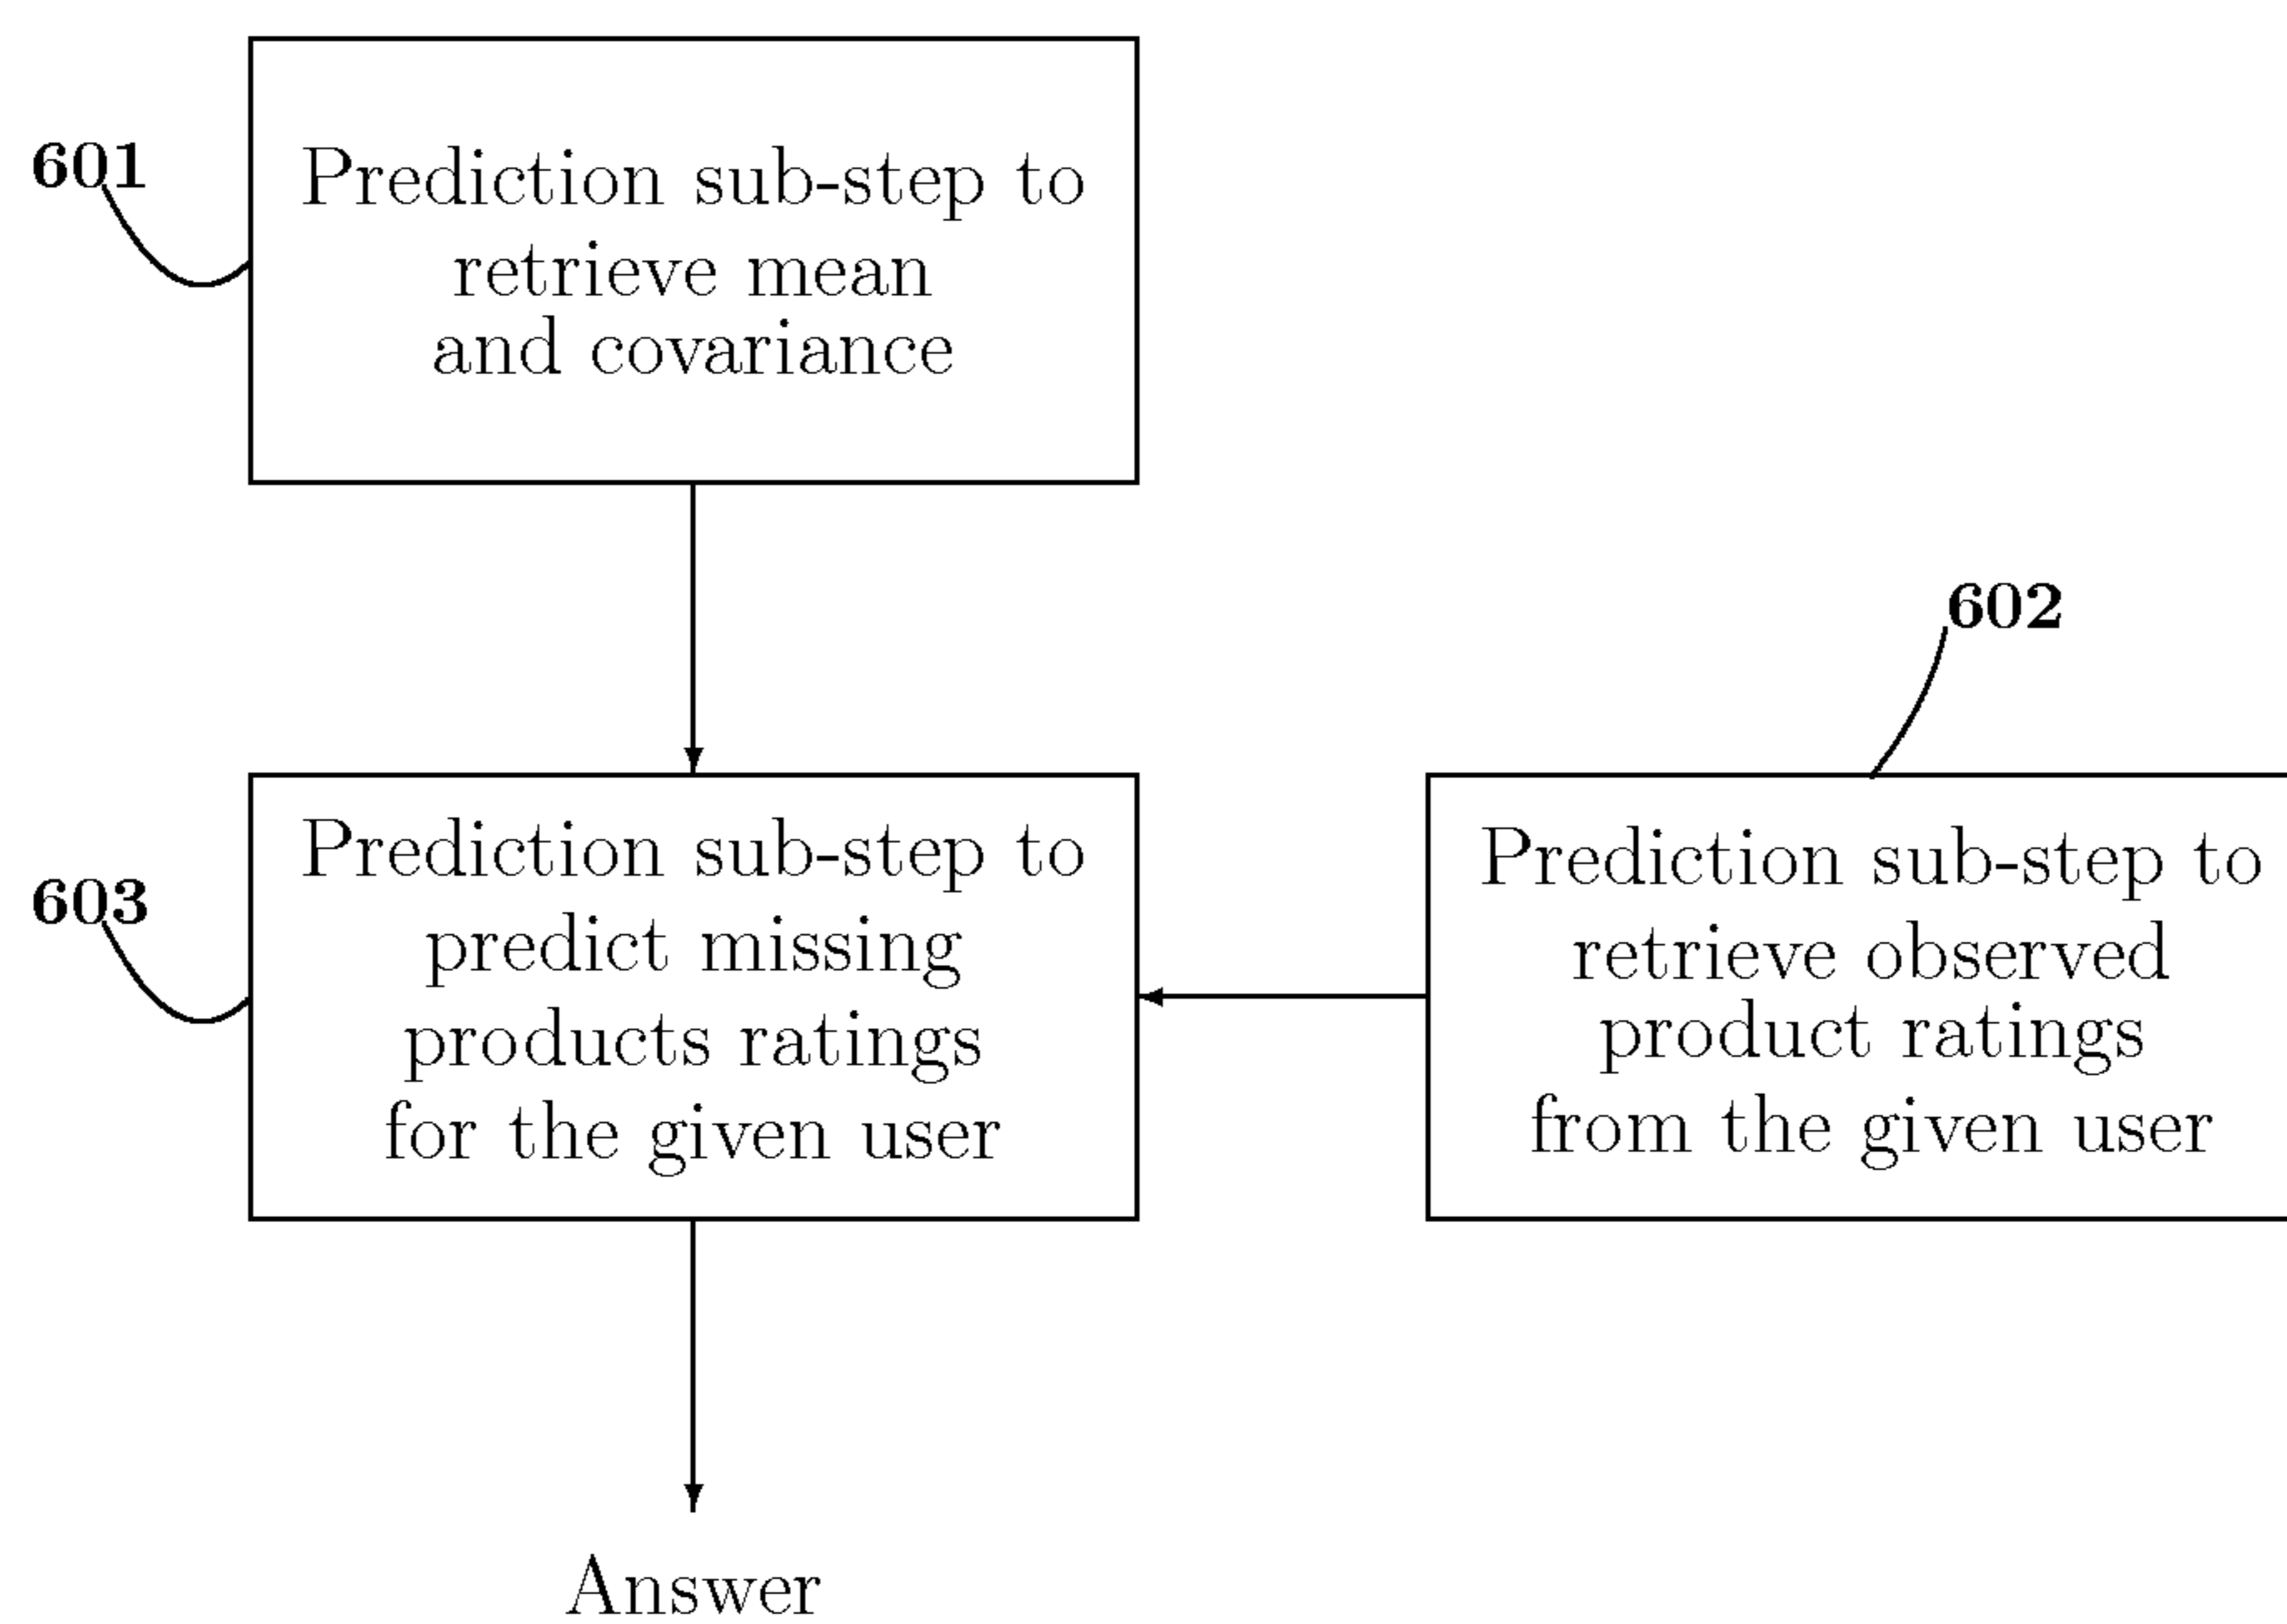 601
Prediction sub-step to
retrieve mean
and covariance
602
603
Prediction sub-step to
predict missing
products ratings
for the given user
Prediction sub-step to
retrieve observed
product ratings
from the given user
Answer